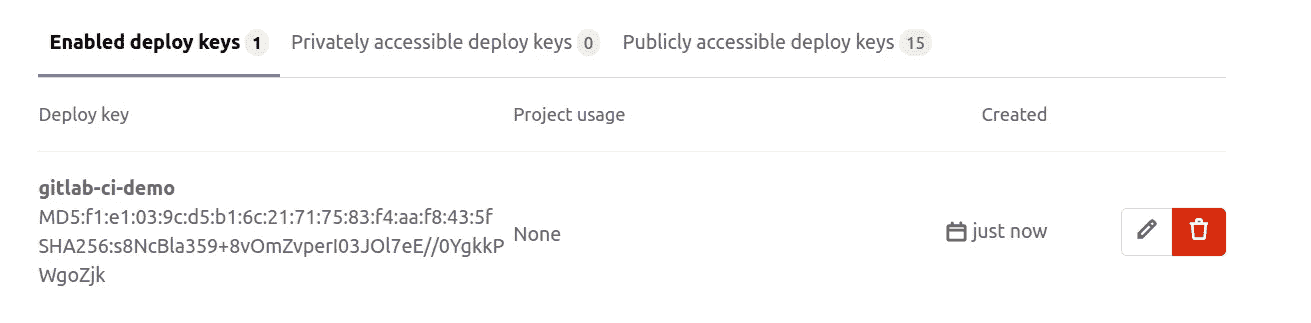 Enabled deploy keys 1 Privately accessible deploy keys 0 Publicly accessible deploy keys 15
Deploy key Project usage Created
gitlab-ci-demo
MD5:f1:e1:03:9c:d5:b1:6c:21:71:75:83:f4:aa:f8:43:5f
SHA256:s8NcBla359+8vOmZvperI03JOl7eE//0YgkkP
WgoZjk
None
just now